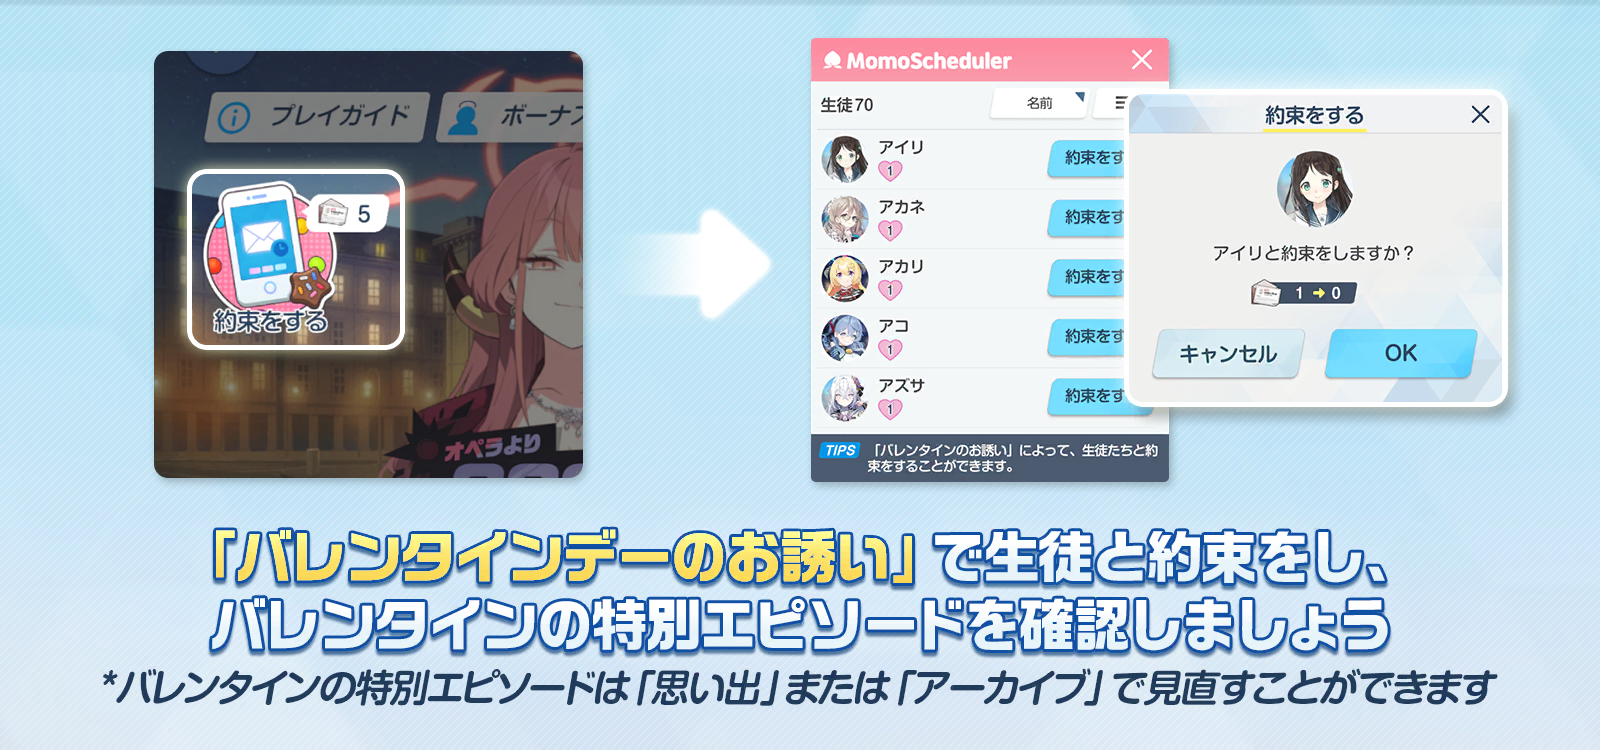 プレイガイド
ボーナス
5
約束をする
オペラより
MomoScheduler
生徒70
名前
アイリ
1
約束をす
アカネ
1
約束をす
アカリ
1
約束をす
アコ
1
約束をす
アズサ
1
約束をす
TIPS
「バレンタインのお誘い」によって、生徒たちと約
束をすることができます。
約束をする
アイリと約束をしますか？
1 → 0
キャンセル
OK
「バレンタインデーのお誘い」で生徒と約束をし、
バレンタインの特別エピソードを確認しましょう
*バレンタインの特別エピソードは「思い出」または「アーカイブ」で見直すことができます